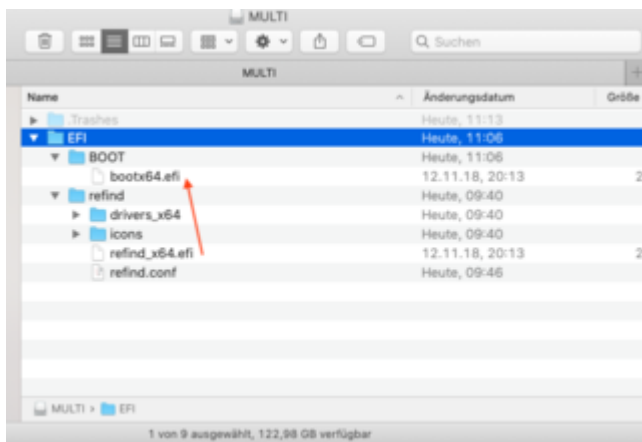 MULTI
Suchen
MULTI
Name Änderungsdatum Größe
.Trashes Heute, 11:13
EFI Heute, 11:06
BOOT Heute, 11:06
bootx64.efi 12.11.18, 20:13 2
refind Heute, 09:40
drivers_x64 Heute, 09:40
icons Heute, 09:40
refind_x64.efi 12.11.18, 20:13 2
refind.conf Heute, 09:46
MULTI › EFI
1 von 9 ausgewählt, 122,98 GB verfügbar